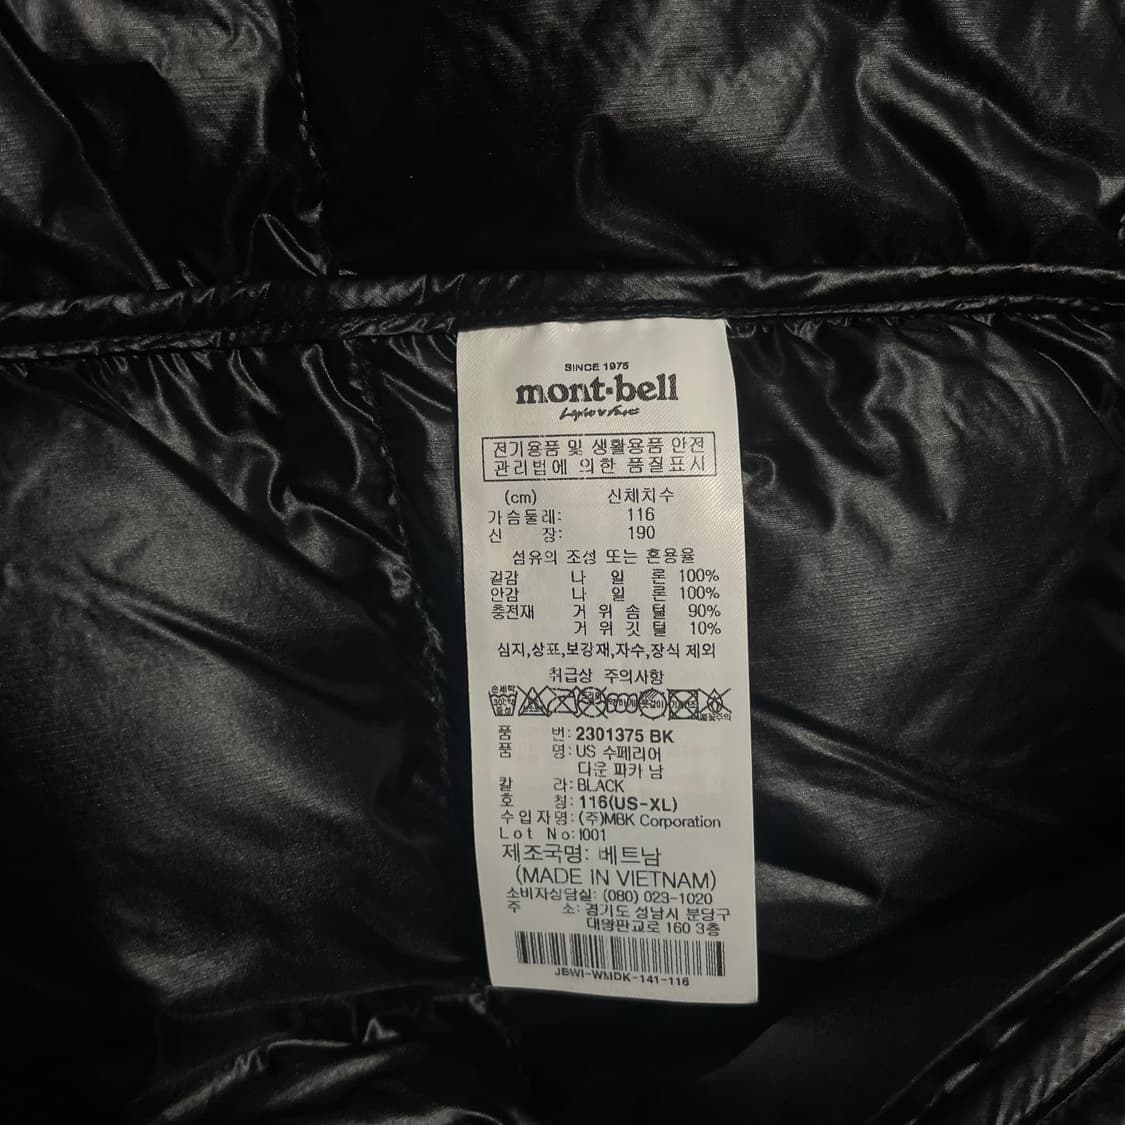 SINCE 1975
mont-bell
전기용품 및 생활용품 안전
관리법에 의한 품질표시
(cm) 신체치수
가슴둘레: 116
신 장: 190
섬유의 조성 또는 혼용율
겉감 나 일 론 100%
안감 나 일 론 100%
충전재 거 위 솜 털 90%
거 위 깃 털 10%
심지,상표,보강재,자수,장식 제외
취급상 주의사항
품 번: 2301375 BK
품 명: US 수페리어
다운 파카 남
칼 라: BLACK
호 칭: 116(US-XL)
수입자명: (주)MBK Corporation
Lot No: I001
제조국명: 베트남
(MADE IN VIETNAM)
소비자상담실: (080) 023-1020
주 소: 경기도 성남시 분당구
대왕판교로 160 3층
JBWI-WMDK-141-116